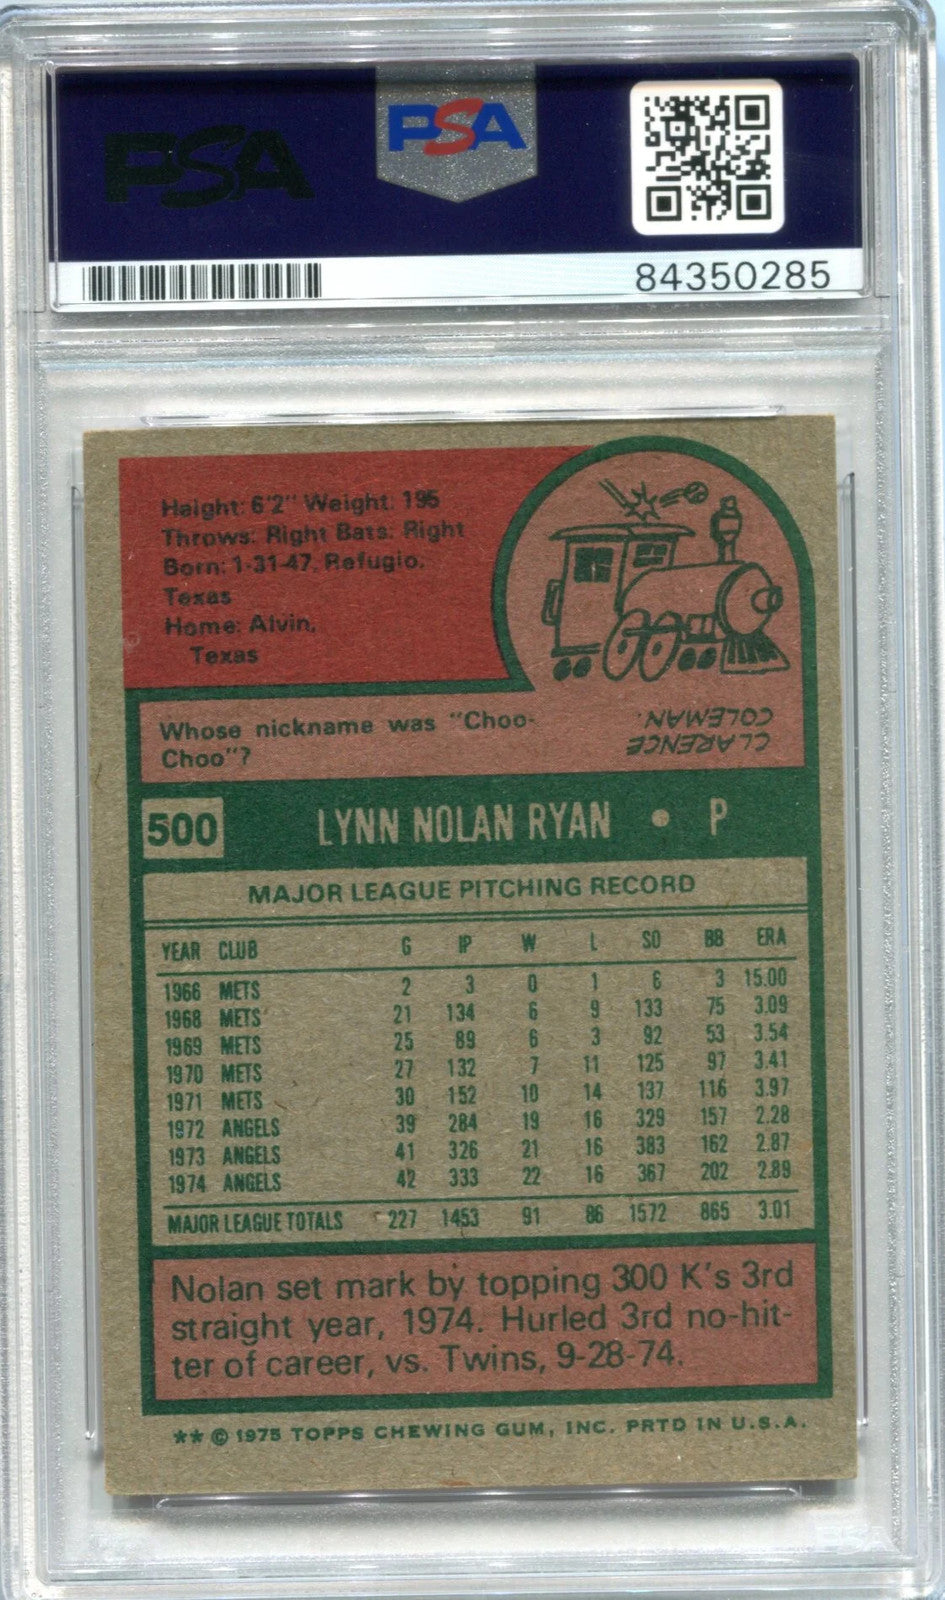 PSA
PSA
84350285
Height: 6'2" Weight: 195
Throws: Right Bats: Right
Born: 1-31-47, Refugio,
Texas
Home: Alvin,
Texas
Whose nickname was "Choo-
Choo"?
CLARENCE
COLEMAN.
500 LYNN NOLAN RYAN • P
MAJOR LEAGUE PITCHING RECORD
YEAR CLUB G IP W L SO BB ERA
1966 METS 2 3 0 1 6 3 15.00
1968 METS 21 134 6 9 133 75 3.09
1969 METS 25 89 6 3 92 53 3.54
1970 METS 27 132 7 11 125 97 3.41
1971 METS 30 152 10 14 137 116 3.97
1972 ANGELS 39 284 19 16 329 157 2.28
1973 ANGELS 41 326 21 16 383 162 2.87
1974 ANGELS 42 333 22 16 367 202 2.89
MAJOR LEAGUE TOTALS 227 1453 91 86 1572 865 3.01
Nolan set mark by topping 300 K's 3rd
straight year, 1974. Hurled 3rd no-hit-
ter of career, vs. Twins, 9-28-74.
** © 1975 TOPPS CHEWING GUM, INC. PRTD IN U.S.A.
PSA